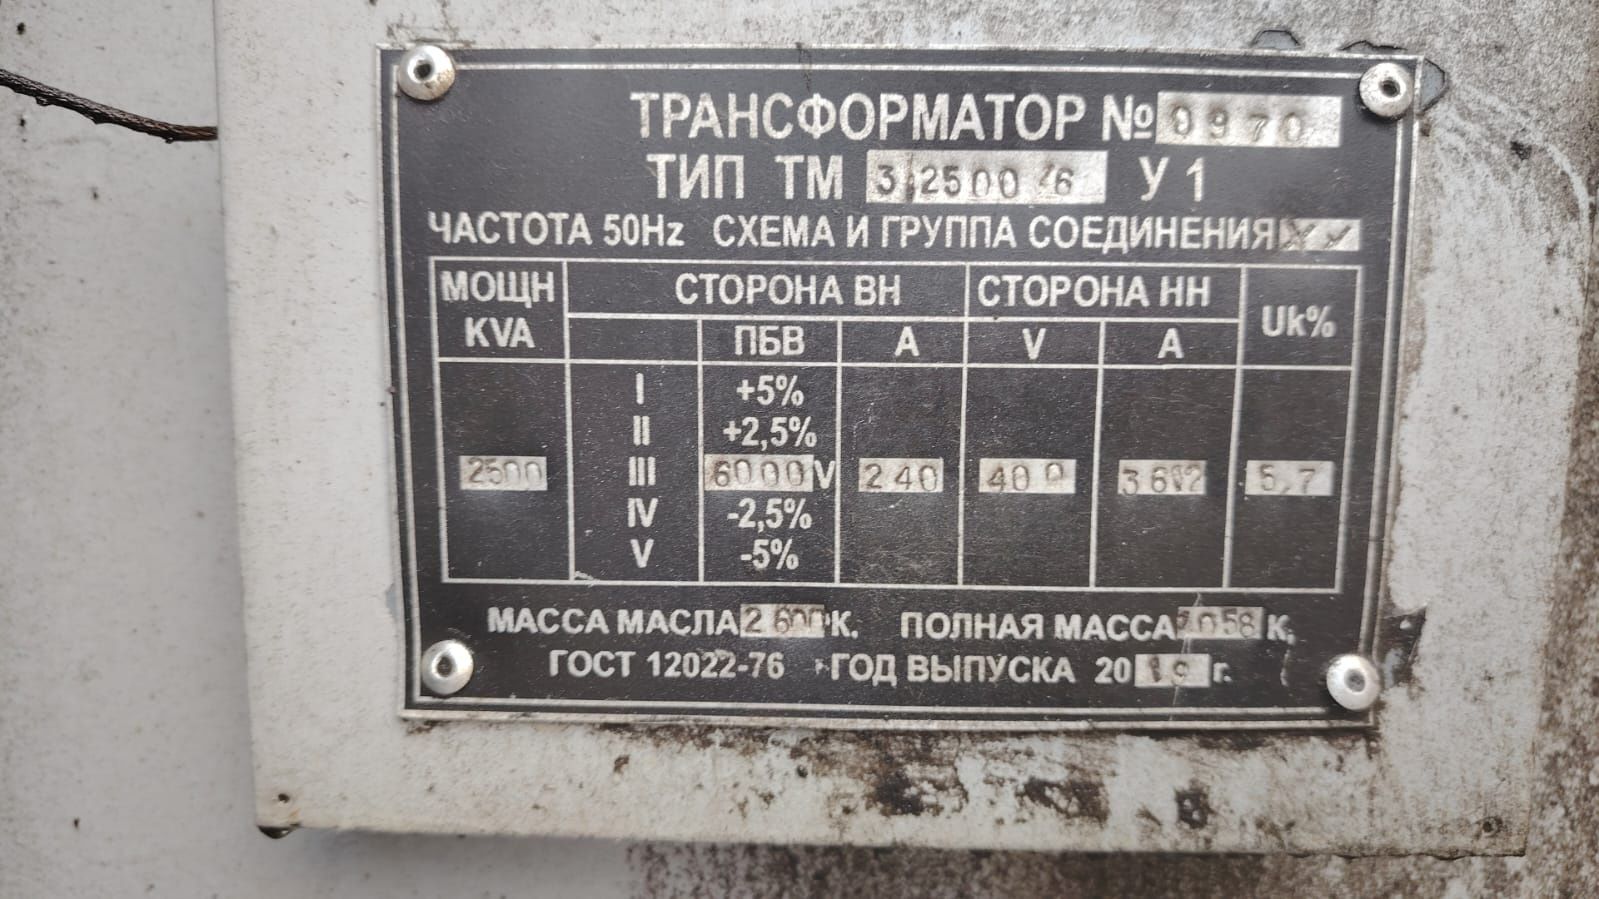 ТРАНСФОРМАТОР № 0970
ТИП ТМ 3 2500/6 У 1
ЧАСТОТА 50Hz СХЕМА И ГРУППА СОЕДИНЕНИЯ
МОЩН KVA СТОРОНА ВН СТОРОНА НН Uk%
ПБВ А V А
I +5%
II +2,5%
2500 III 6000 V 240 400 5,7
IV -2,5%
V -5%
МАССА МАСЛА К. ПОЛНАЯ МАССА К.
ГОСТ 12022-76 ГОД ВЫПУСКА 20 г.